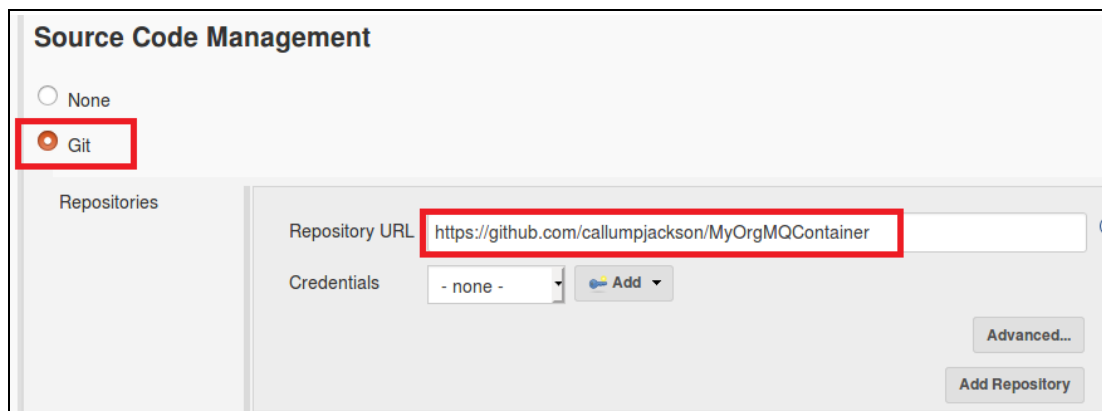 Source Code Management
None
Git
Repositories
Repository URL https://github.com/callumpjackson/MyOrgMQContainer
Credentials - none - Add
Advanced...
Add Repository